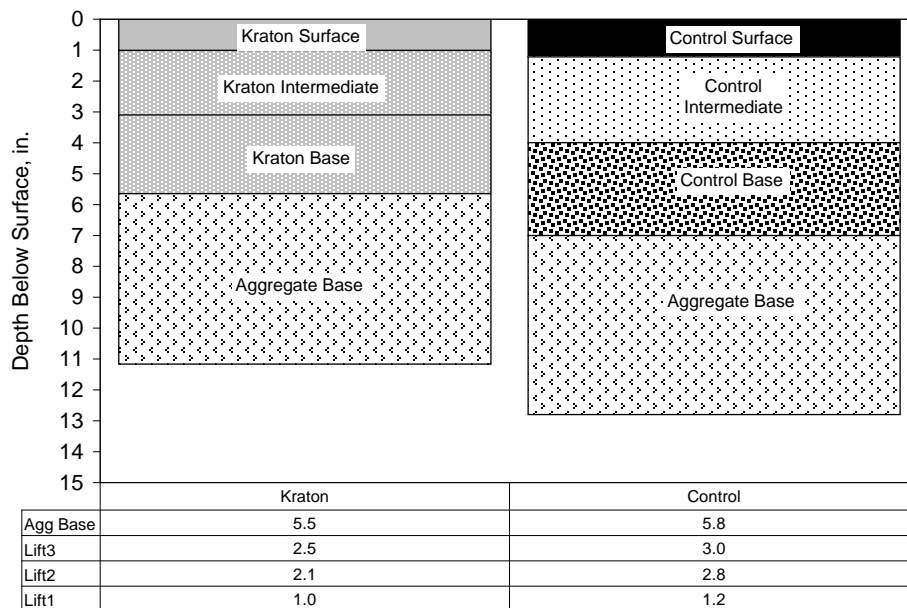 Depth Below Surface, in.
0
1
2
3
4
5
6
7
8
9
10
11
12
13
14
15
Kraton Surface
Kraton Intermediate
Kraton Base
Aggregate Base
Control Surface
Control
Intermediate
Control Base
Aggregate Base
Kraton Control
Agg Base 5.5 5.8
Lift3 2.5 3.0
Lift2 2.1 2.8
Lift1 1.0 1.2